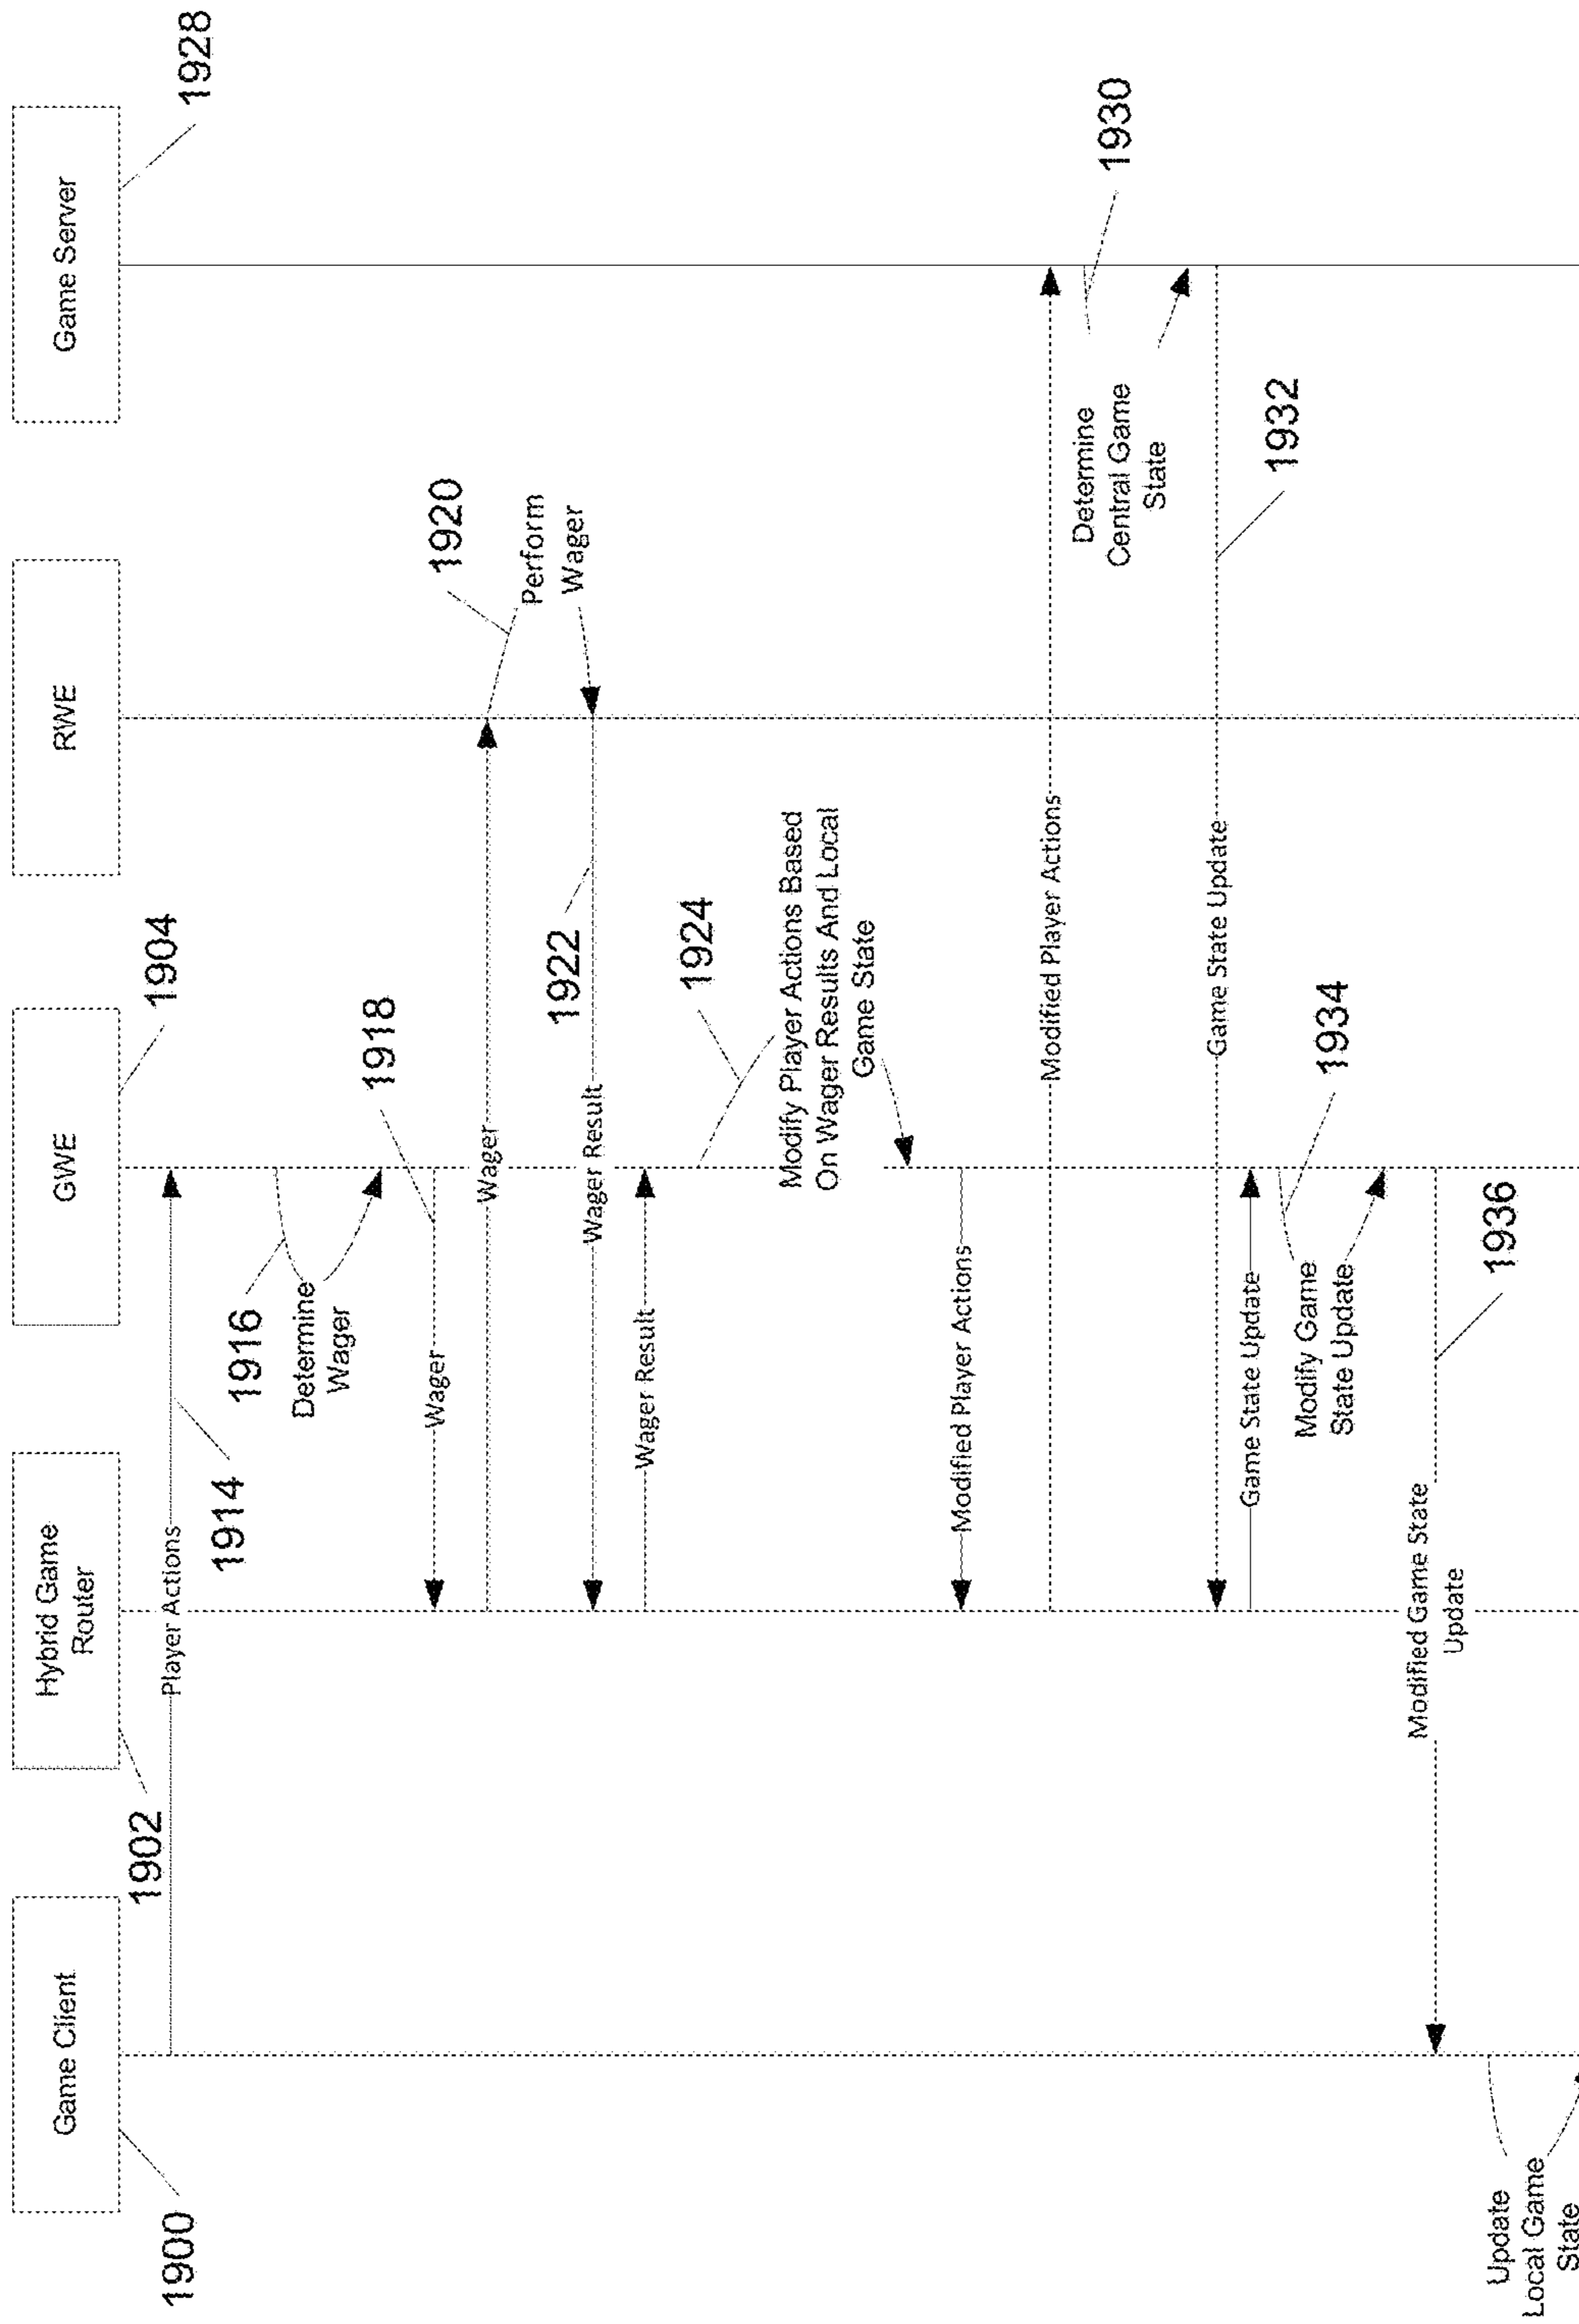 Game Client
Hybrid Game
Router
GWE
RWE
Game Server
1900
1902
1904
1928
Player Actions
1914
1916
Determine
Wager
1918
Wager
Wager
1920
Perform
Wager
1922
Wager Result
Wager Result
1924
Modify Player Actions Based
On Wager Results And Local
Game State
Modified Player Actions
Modified Player Actions
1930
Determine
Central Game
State
Game State Update
1932
Game State Update
1934
Modify Game
State Update
Modified Game State
Update
1936
Update
Local Game
State